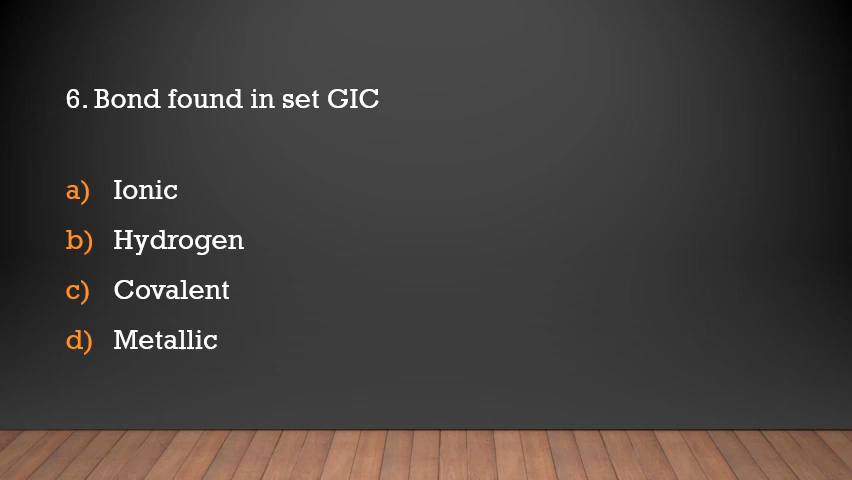 6. Bond found in set GIC
a) Ionic
b) Hydrogen
c) Covalent
d) Metallic